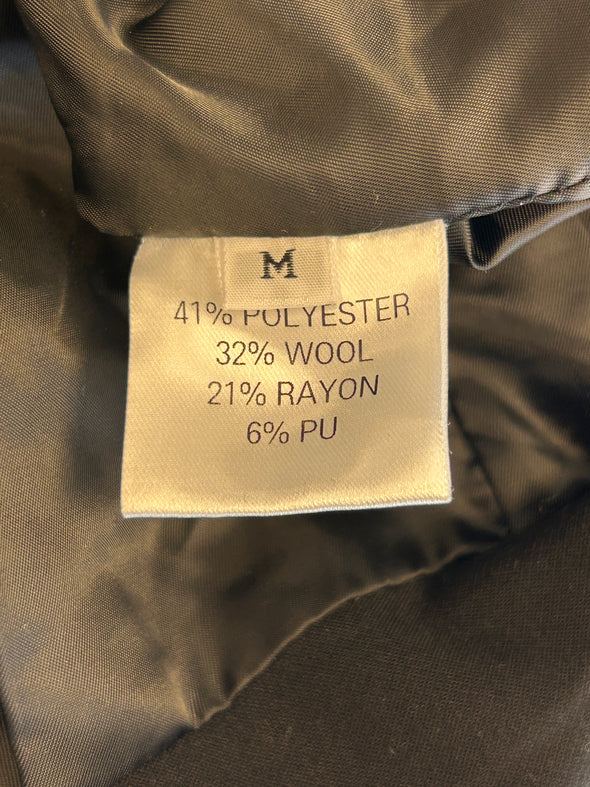 M
41% POLYESTER
32% WOOL
21% RAYON
6% PU